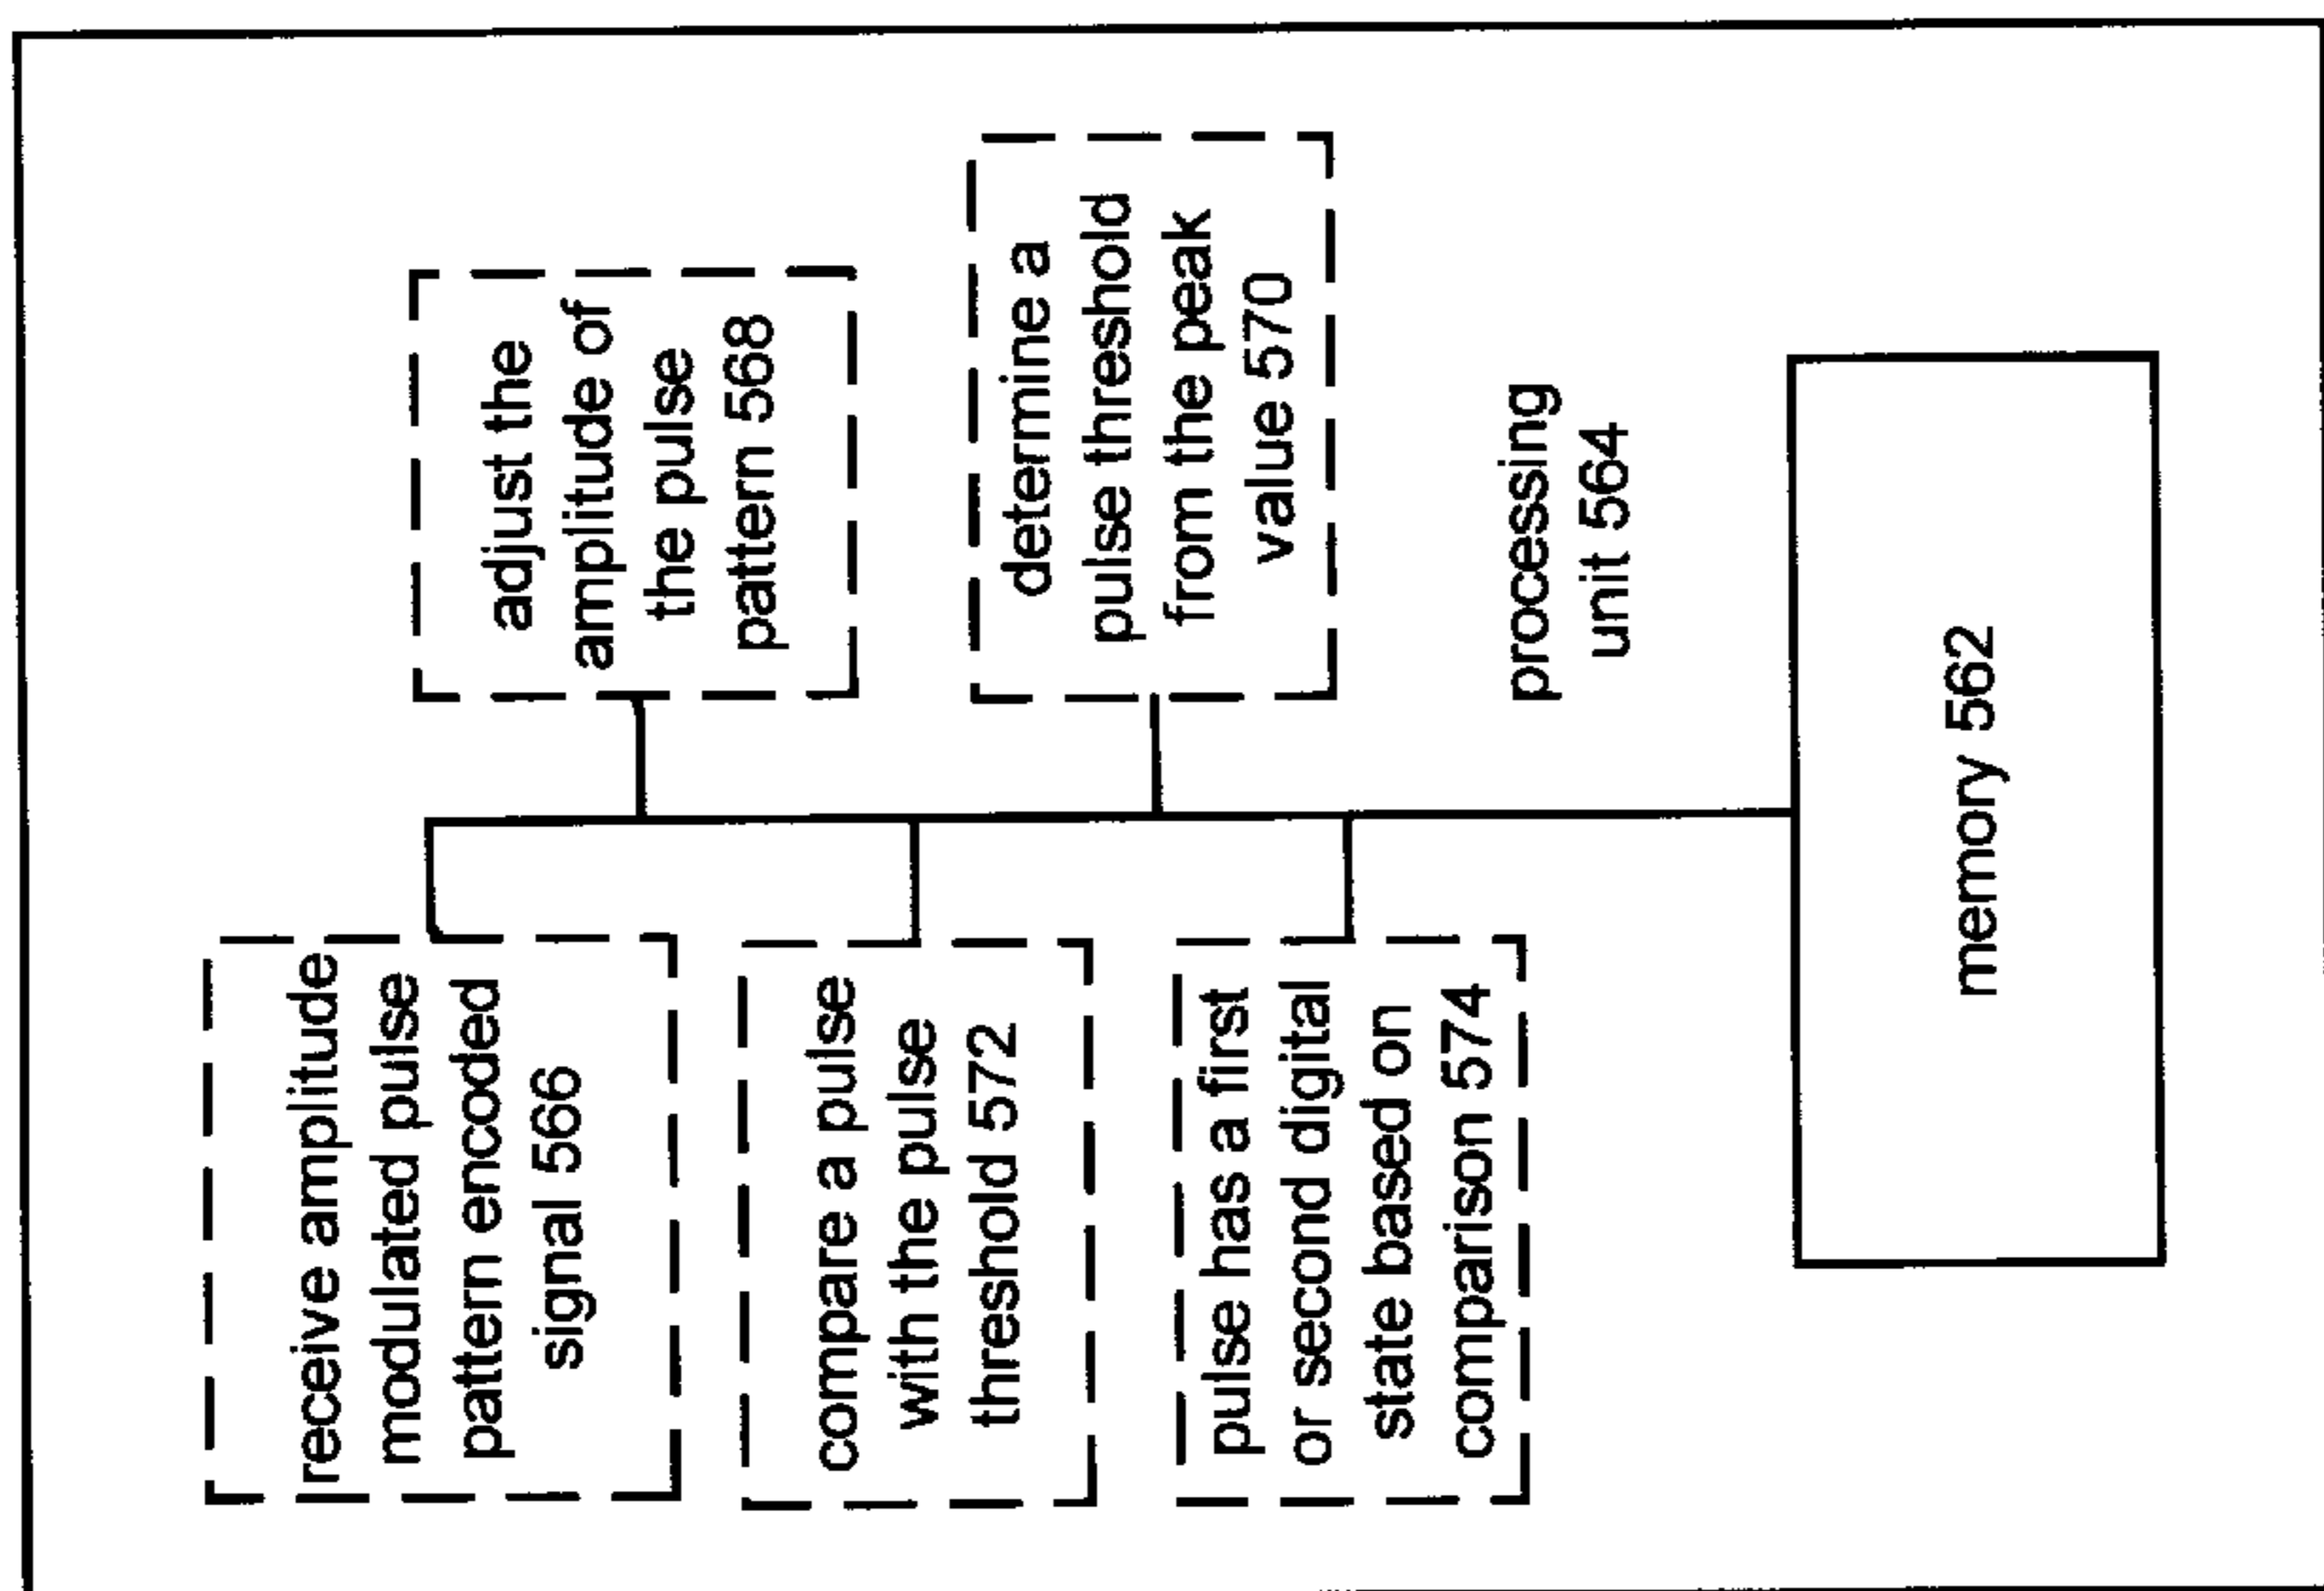 receive amplitude
modulated pulse
pattern encoded
signal 566
adjust the
amplitude of
the pulse
pattern 568
compare a pulse
with the pulse
threshold 572
determine a
pulse threshold
from the peak
value 570
pulse has a first
or second digital
state based on
comparison 574
processing
unit 564
memory 562